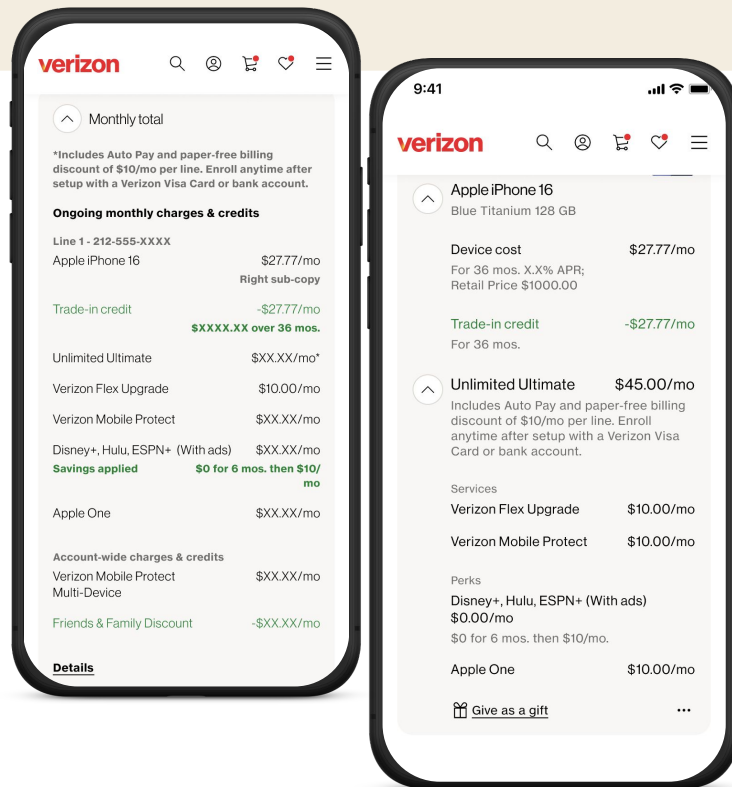 verizon
Monthly total
*Includes Auto Pay and paper-free billing
discount of $10/mo per line. Enroll anytime after
setup with a Verizon Visa Card or bank account.
Ongoing monthly charges & credits
Line 1 - 212-555-XXXX
Apple iPhone 16 $27.77/mo
Right sub-copy
Trade-in credit -$27.77/mo
$XXXX.XX over 36 mos.
Unlimited Ultimate $XX.XX/mo*
Verizon Flex Upgrade $10.00/mo
Verizon Mobile Protect $XX.XX/mo
Disney+, Hulu, ESPN+ (With ads) $XX.XX/mo
Savings applied $0 for 6 mos. then $10/
mo
Apple One $XX.XX/mo
Account-wide charges & credits
Verizon Mobile Protect $XX.XX/mo
Multi-Device
Friends & Family Discount -$XX.XX/mo
Details
9:41
verizon
Apple iPhone 16
Blue Titanium 128 GB
Device cost $27.77/mo
For 36 mos. X.X% APR;
Retail Price $1000.00
Trade-in credit -$27.77/mo
For 36 mos.
Unlimited Ultimate $45.00/mo
Includes Auto Pay and paper-free billing
discount of $10/mo per line. Enroll
anytime after setup with a Verizon Visa
Card or bank account.
Services
Verizon Flex Upgrade $10.00/mo
Verizon Mobile Protect $10.00/mo
Perks
Disney+, Hulu, ESPN+ (With ads)
$0.00/mo
$0 for 6 mos. then $10/mo.
Apple One $10.00/mo
Give as a gift